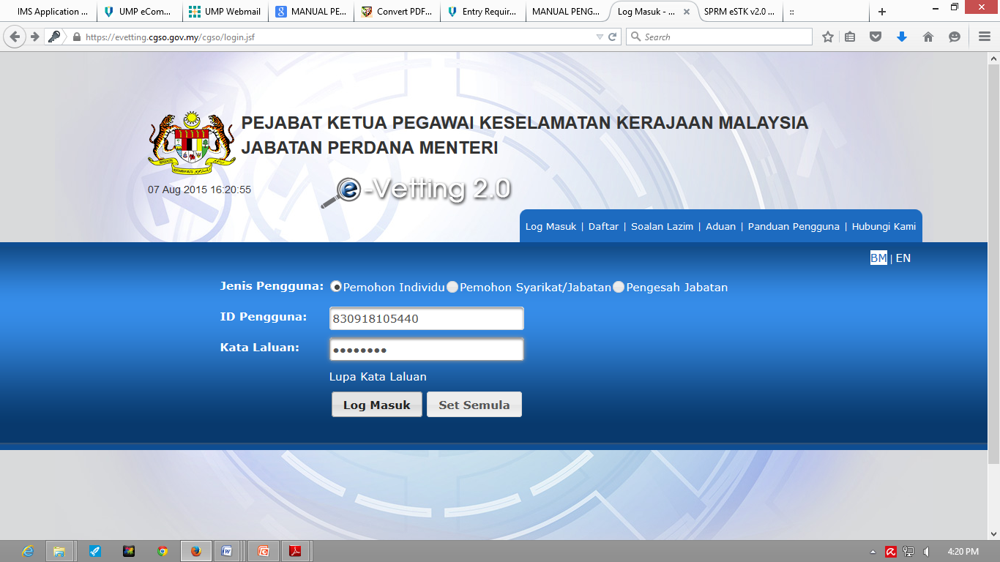 IMS Application ...
UMP eCom...
UMP Webmail
MANUAL PE...
Convert PDF...
Entry Requir...
MANUAL PENG...
Log Masuk - ...
SPRM eSTK v2.0 ...
https://evetting.cgso.gov.my/cgso/login.jsf
Search
PEJABAT KETUA PEGAWAI KESELAMATAN KERAJAAN MALAYSIA
JABATAN PERDANA MENTERI
07 Aug 2015 16:20:55
e-Vetting 2.0
Log Masuk | Daftar | Soalan Lazim | Aduan | Panduan Pengguna | Hubungi Kami
BM | EN
Jenis Pengguna: Pemohon Individu Pemohon Syarikat/Jabatan Pengesah Jabatan
ID Pengguna: 830918105440
Kata Laluan: ••••••••
Lupa Kata Laluan
Log Masuk Set Semula
4:20 PM